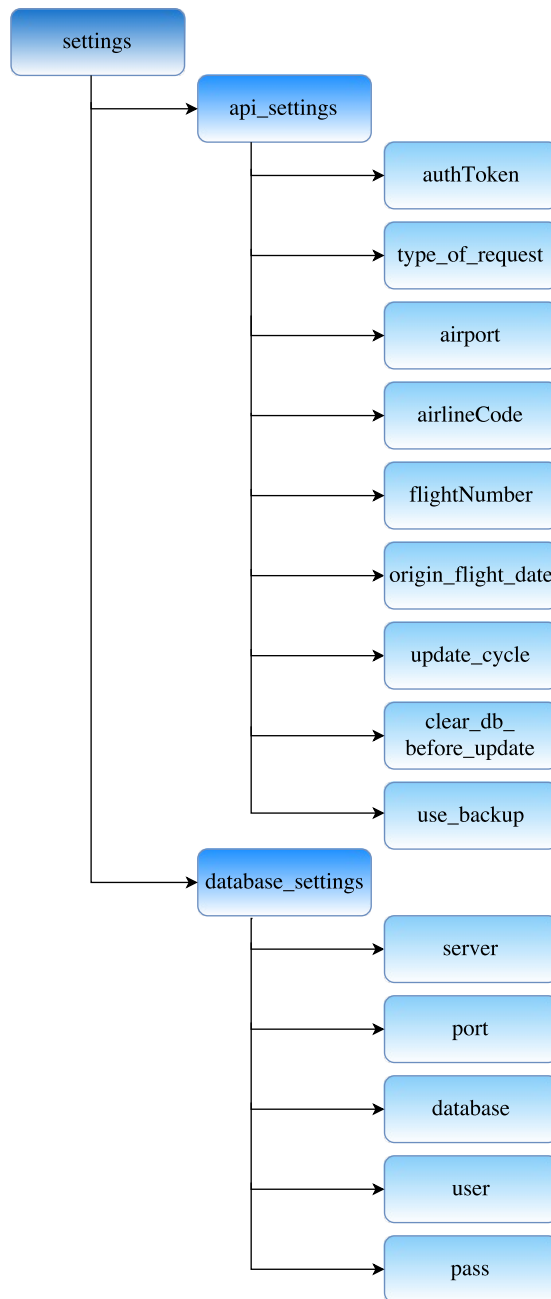 settings
api_settings
authToken
type_of_request
airport
airlineCode
flightNumber
origin_flight_date
update_cycle
clear_db_
before_update
use_backup
database_settings
server
port
database
user
pass